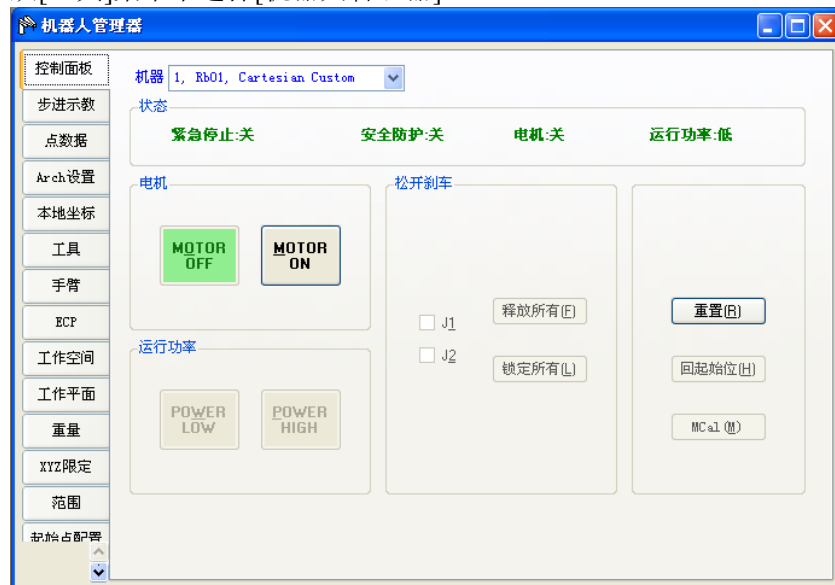 机器人管理器
控制面板
步进示教
点数据
Arch设置
本地坐标
工具
手臂
ECP
工作空间
工作平面
重量
XYZ限定
范围
起始点配置
机器 1, Rb01, Cartesian Custom
状态
紧急停止:关 安全防护:关 电机:关 运行功率:低
电机
MOTOR OFF
MOTOR ON
运行功率
POWER LOW
POWER HIGH
松开刹车
J1
J2
释放所有(F)
锁定所有(L)
重置(R)
回起始位(H)
MCal(M)